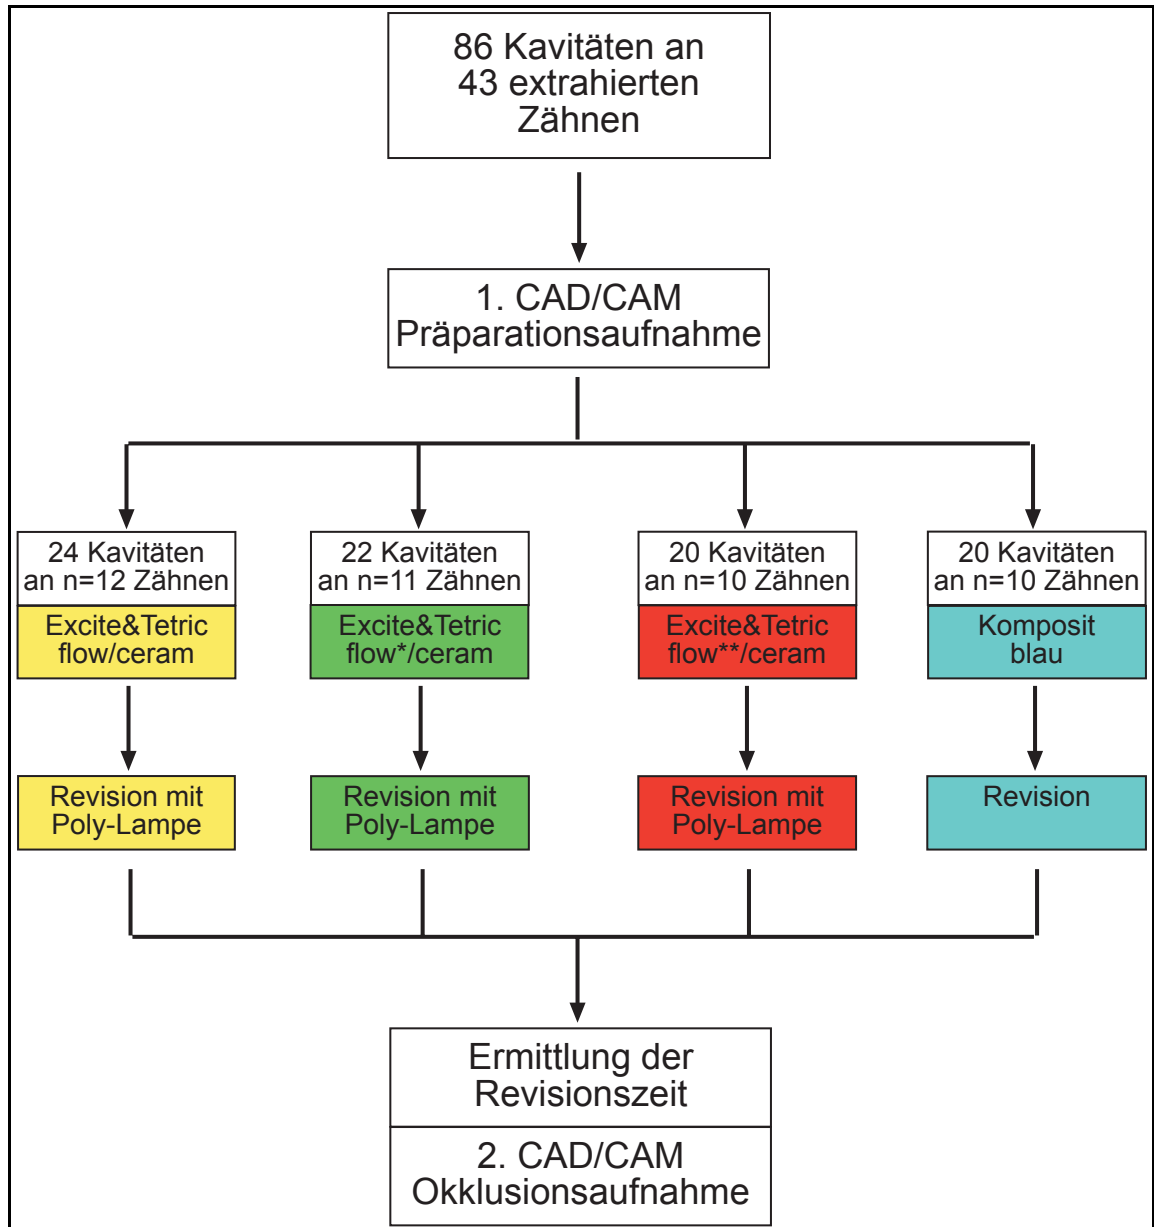 86 Kavitäten an
43 extrahierten
Zähnen
1. CAD/CAM
Präparationsaufnahme
24 Kavitäten
an n=12 Zähnen
Excite&Tetric
flow/ceram
22 Kavitäten
an n=11 Zähnen
Excite&Tetric
flow*/ceram
20 Kavitäten
an n=10 Zähnen
Excite&Tetric
flow**/ceram
20 Kavitäten
an n=10 Zähnen
Komposit
blau
Revision mit
Poly-Lampe
Revision mit
Poly-Lampe
Revision mit
Poly-Lampe
Revision
Ermittlung der
Revisionszeit
2. CAD/CAM
Okklusionsaufnahme